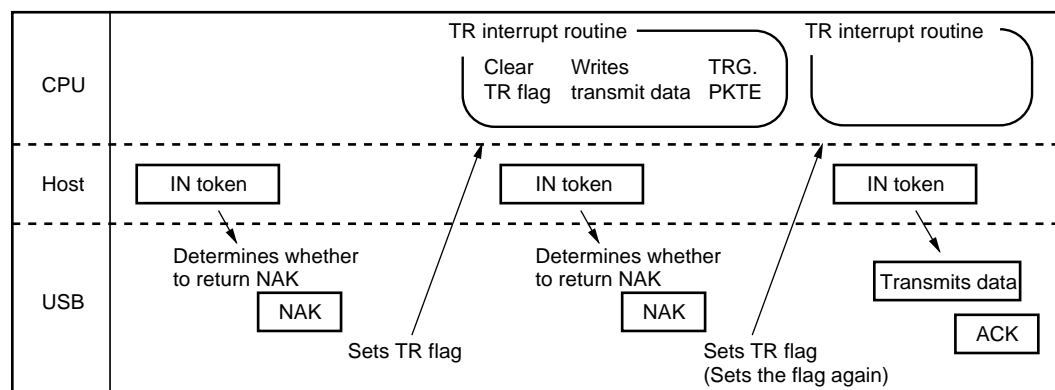 TR interrupt routine
TR interrupt routine
CPU
Clear Writes TRG.
TR flag transmit data PKTE
Host
IN token
IN token
IN token
USB
Determines whether
to return NAK
NAK
Sets TR flag
Determines whether
to return NAK
NAK
Sets TR flag
(Sets the flag again)
Transmits data
ACK